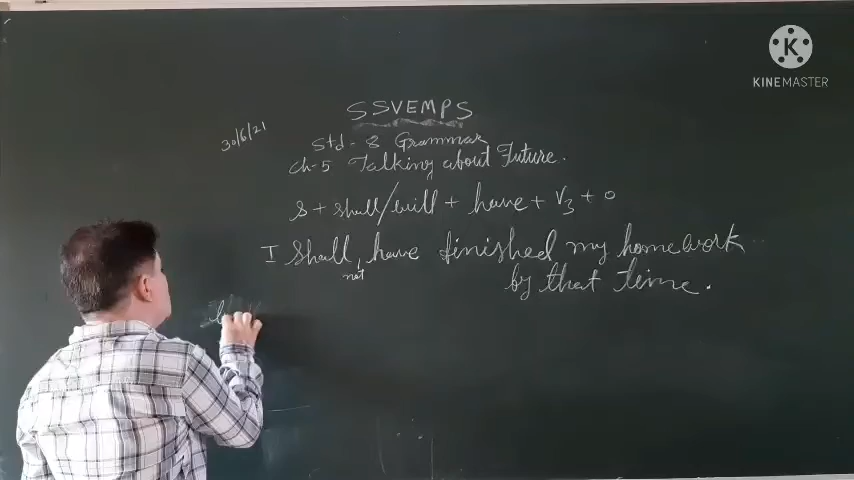 K
KINEMASTER
SSVEMPS
30/6/21
Std - 8 Grammar
Ch-5 Talking about Future.
S + shall/will + have + V3 + o
I shall, have finished my homework
not
by that time.